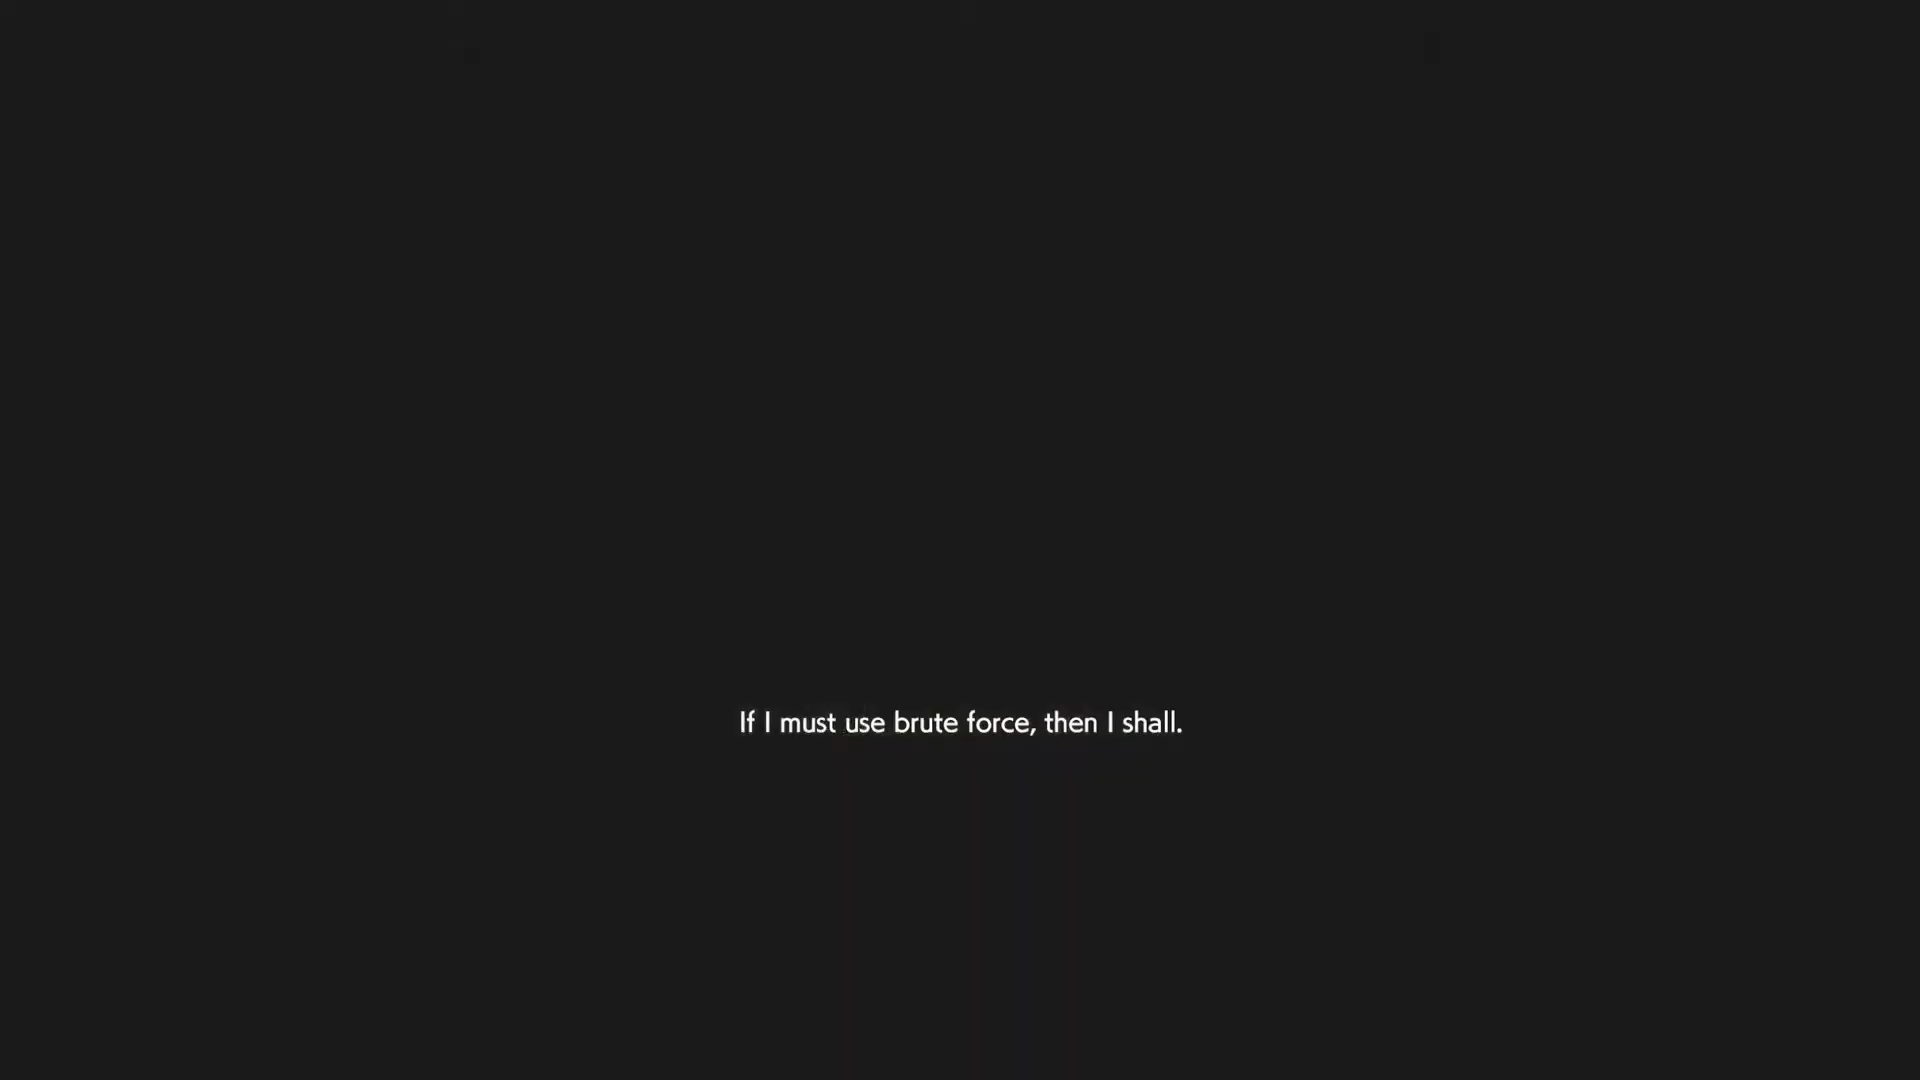 If I must use brute force, then I shall.